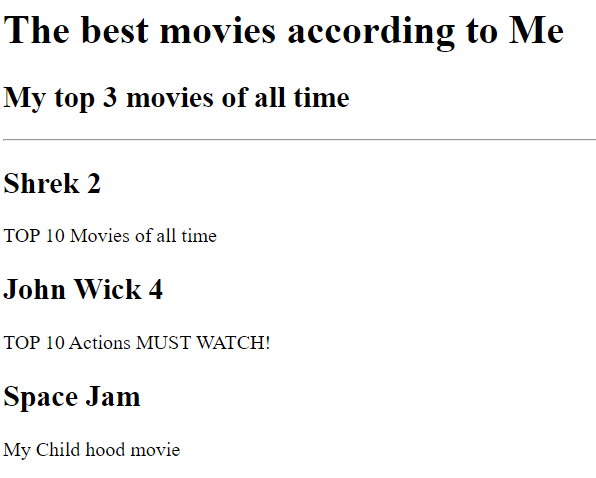 The best movies according to Me
My top 3 movies of all time
Shrek 2
TOP 10 Movies of all time
John Wick 4
TOP 10 Actions MUST WATCH!
Space Jam
My Child hood movie